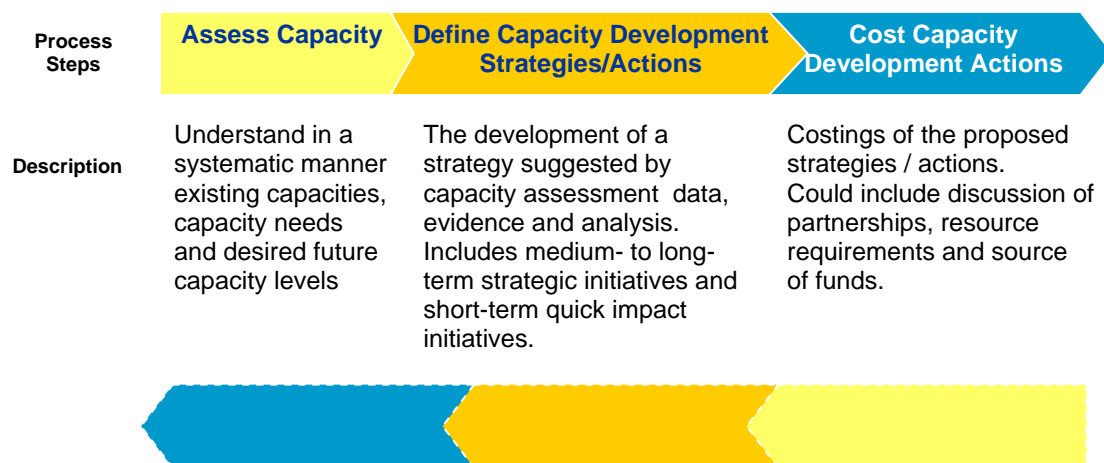 Process
Steps
Assess Capacity
Define Capacity Development
Strategies/Actions
Cost Capacity
Development Actions
Description
Understand in a
systematic manner
existing capacities,
capacity needs
and desired future
capacity levels
The development of a
strategy suggested by
capacity assessment data,
evidence and analysis.
Includes medium- to long-
term strategic initiatives and
short-term quick impact
initiatives.
Costings of the proposed
strategies / actions.
Could include discussion of
partnerships, resource
requirements and source
of funds.